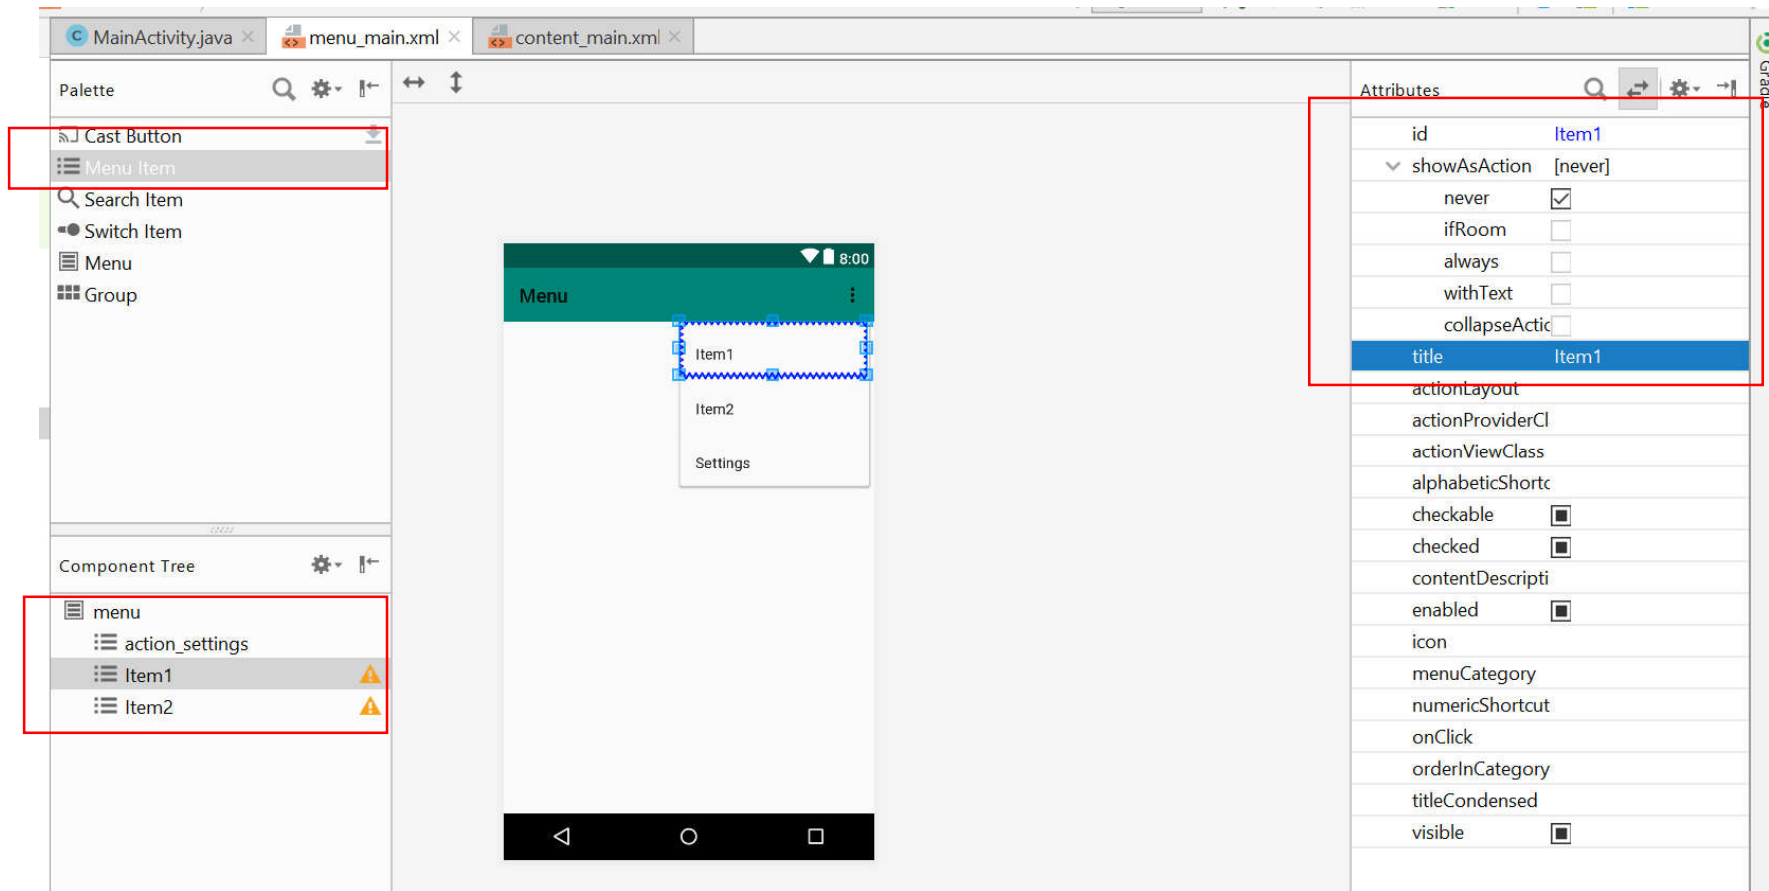 MainActivity.java
menu_main.xml
content_main.xml
Palette
Cast Button
Menu Item
Search Item
Switch Item
Menu
Group
Component Tree
menu
action_settings
Item1
Item2
8:00
Menu
Item1
Item2
Settings
Attributes
id Item1
showAsAction [never]
never
ifRoom
always
withText
collapseActic
title Item1
actionLayout
actionProviderCl
actionViewClass
alphabeticShortc
checkable
checked
contentDescripti
enabled
icon
menuCategory
numericShortcut
onClick
orderInCategory
titleCondensed
visible
Gradle